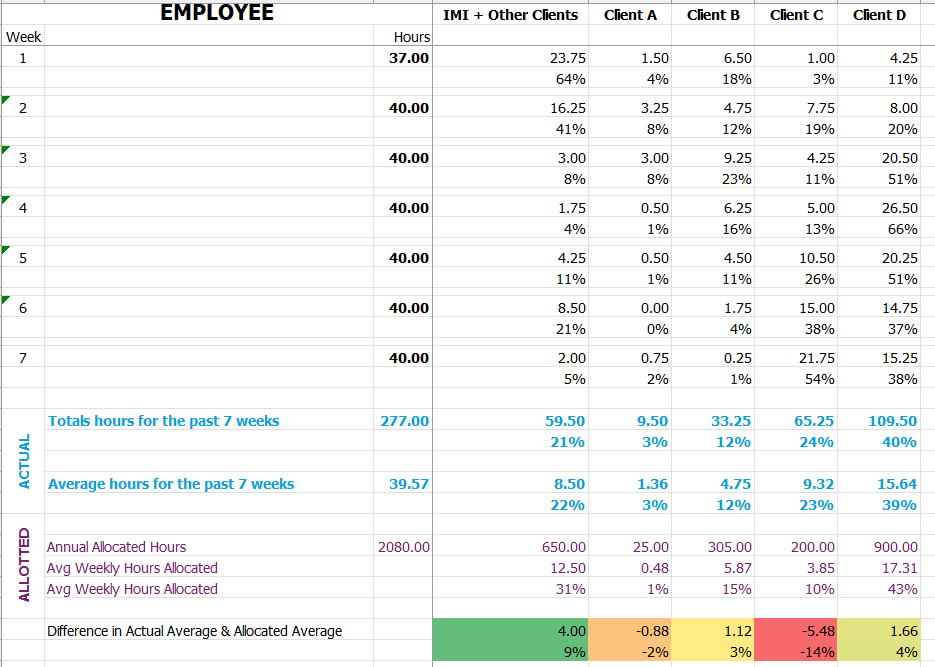 EMPLOYEE IMI + Other Clients Client A Client B Client C Client D
Week Hours
1 37.00 23.75 1.50 6.50 1.00 4.25
64% 4% 18% 3% 11%
2 40.00 16.25 3.25 4.75 7.75 8.00
41% 8% 12% 19% 20%
3 40.00 3.00 3.00 9.25 4.25 20.50
8% 8% 23% 11% 51%
4 40.00 1.75 0.50 6.25 5.00 26.50
4% 1% 16% 13% 66%
5 40.00 4.25 0.50 4.50 10.50 20.25
11% 1% 11% 26% 51%
6 40.00 8.50 0.00 1.75 15.00 14.75
21% 0% 4% 38% 37%
7 40.00 2.00 0.75 0.25 21.75 15.25
5% 2% 1% 54% 38%
ACTUAL
Totals hours for the past 7 weeks 277.00 59.50 9.50 33.25 65.25 109.50
21% 3% 12% 24% 40%
Average hours for the past 7 weeks 39.57 8.50 1.36 4.75 9.32 15.64
22% 3% 12% 23% 39%
ALLOTTED
Annual Allocated Hours 2080.00 650.00 25.00 305.00 200.00 900.00
Avg Weekly Hours Allocated 12.50 0.48 5.87 3.85 17.31
Avg Weekly Hours Allocated 31% 1% 15% 10% 43%
Difference in Actual Average & Allocated Average 4.00 -0.88 1.12 -5.48 1.66
9% -2% 3% -14% 4%